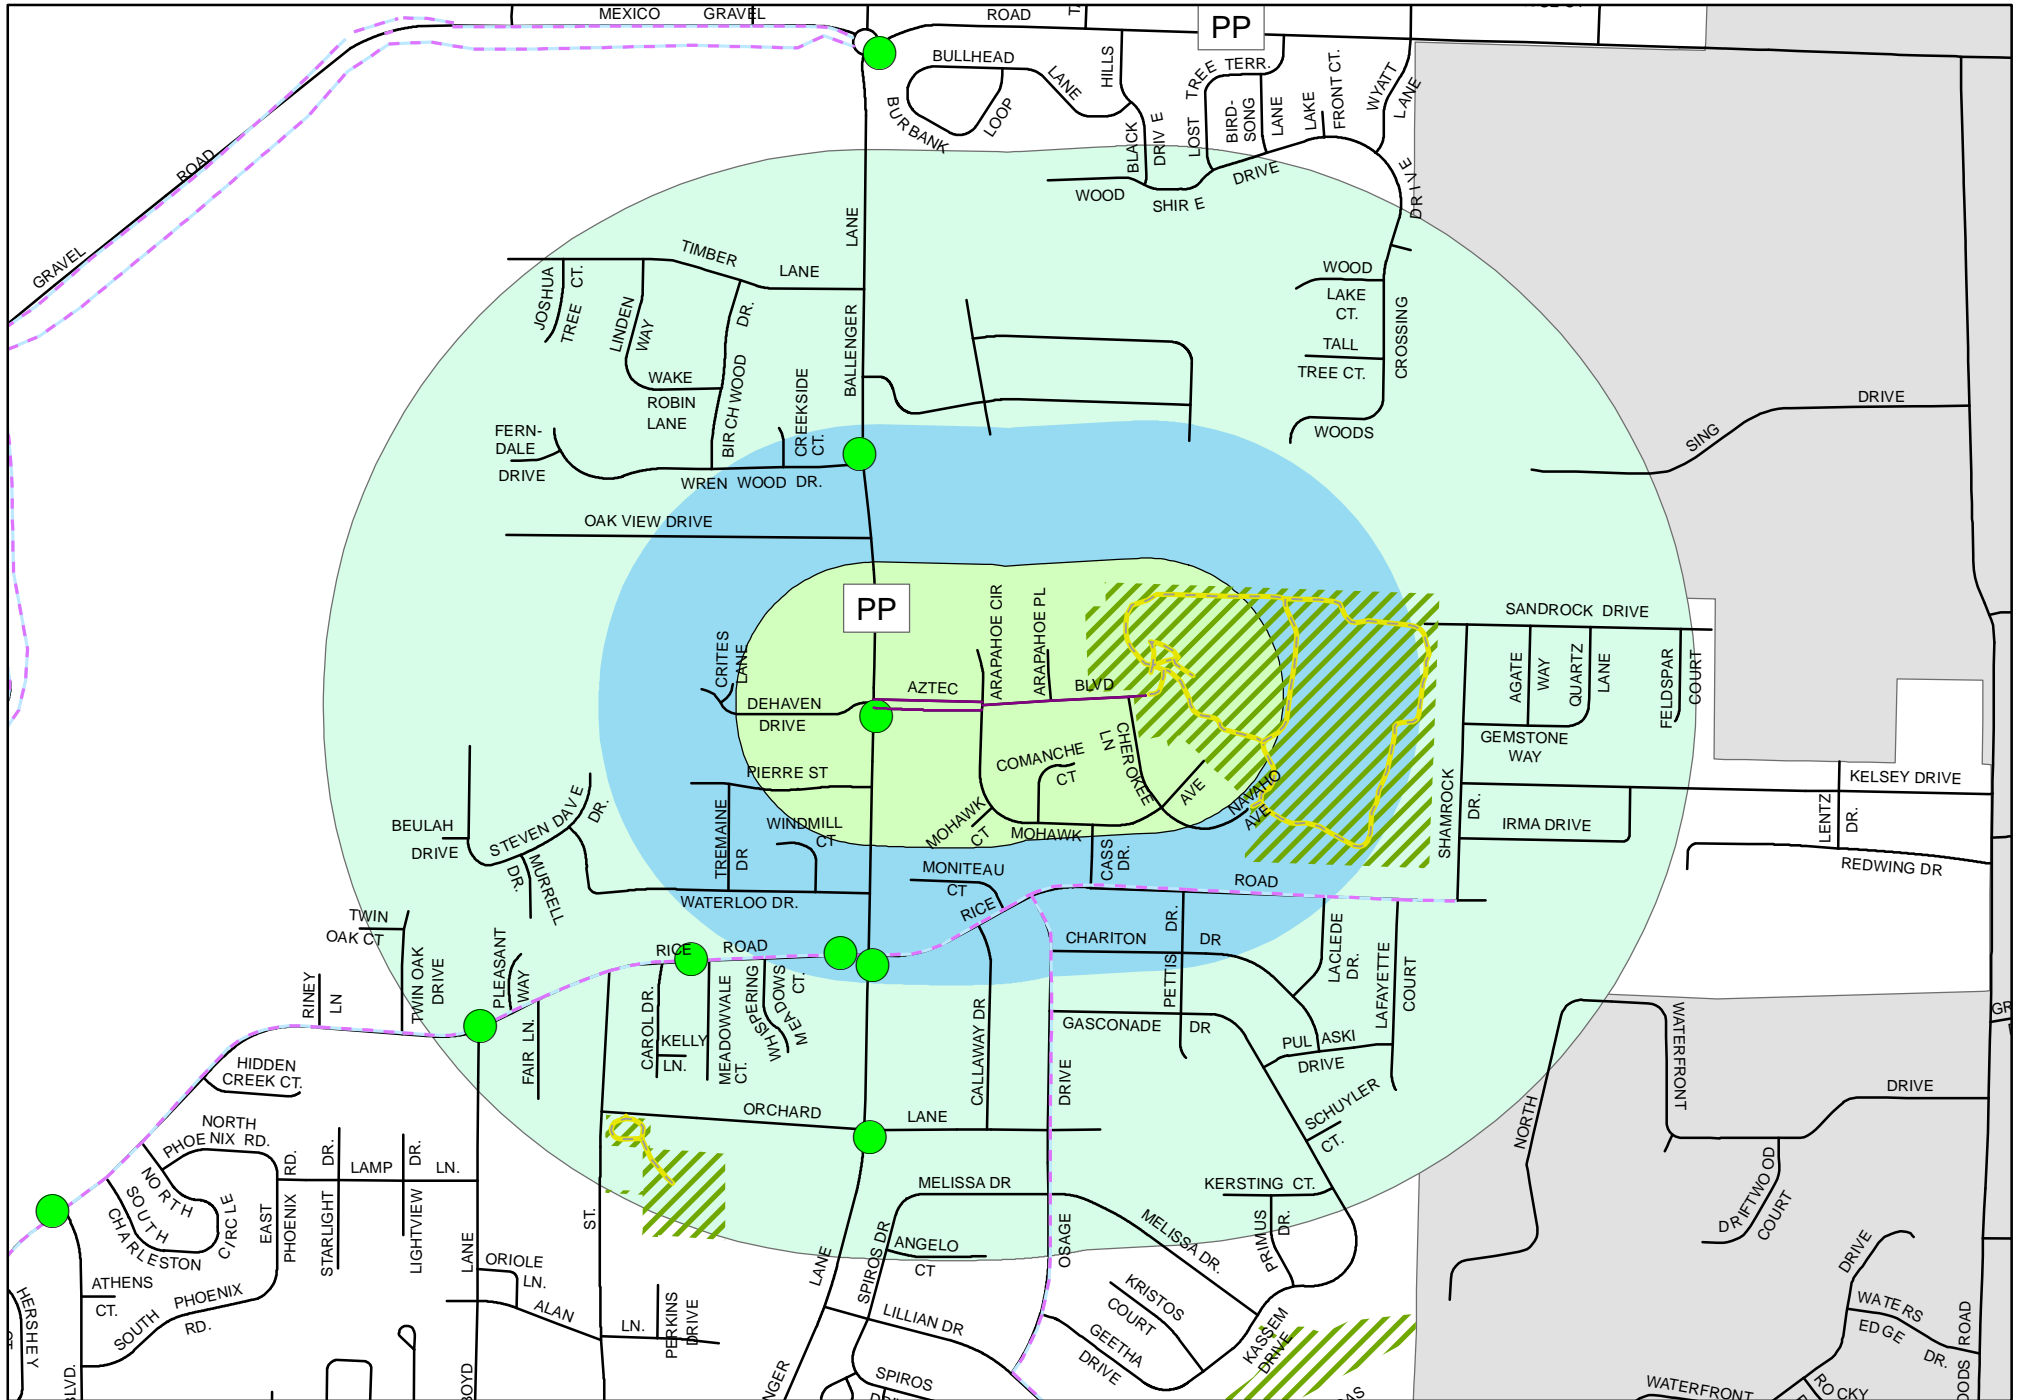 MEXICO GRAVEL ROAD
PP
BULLHEAD
LANE
HILLS
BURBANK
LOOP
BLACK
DRIVE
LOST TREE TERR.
BIRD-
SONG
LANE
LAKE
FRONT CT.
WYATT
LANE
DRIVE
WOOD
SHIRE
DRIVE
ROAD
GRAVEL
LANE
TIMBER
LANE
JOSHUA
TREE CT.
LINDEN
WAY
DR.
BALLENGER
WAKE
ROBIN
LANE
BIRCHWOOD
CREEKSIDE
CT.
FERN-
DALE
DRIVE
WREN WOOD DR.
OAK VIEW DRIVE
WOOD
LAKE
CT.
TALL
TREE CT.
CROSSING
WOODS
DRIVE
SING
PP
CRITES
LANE
DEHAVEN
DRIVE
AZTEC
BLVD
ARAPAHOE CIR
ARAPAHOE PL
CHEROKEE
LN
COMANCHE
CT
MOHAWK
CT
MOHAWK
AVE
NAVAHO
AVE
PIERRE ST
TREMAINE
DR
WINDMILL
CT
CASS
DR.
MONITEAU
CT
SANDROCK DRIVE
AGATE
WAY
QUARTZ
LANE
FELDSPAR
COURT
GEMSTONE
WAY
SHAMROCK
DR.
KELSEY DRIVE
IRMA DRIVE
LENTZ
DR.
REDWING DR
BEULAH
DRIVE
STEVEN DAVE
DR.
MURRELL
DR.
WATERLOO DR.
TWIN
OAK CT
TWIN OAK
DRIVE
PLEASANT
WAY
RICE
ROAD
RICE
ROAD
RINEY
LN
FAIR LN.
CAROL DR.
KELLY
LN.
MEADOWVALE
CT.
WHISPERING
MEADOWS
CT.
CALLAWAY DR
CHARITON
DR
PETTIS
DR.
LACLEDE
DR.
LAFAYETTE
COURT
GASCONADE
DR
PULASKI
DRIVE
SCHUYLER
CT.
DRIVE
OSAGE
HIDDEN
CREEK CT.
NORTH
PHOENIX RD.
ORCHARD
LANE
LAMP
LN.
STARLIGHT
DR.
LIGHTVIEW
DR.
EAST
PHOENIX
RD.
NORTH
SOUTH
CHARLESTON
CIRCLE
ATHENS
CT.
SOUTH
PHOENIX
RD.
HERSHEY
LANE
ORIOLE
LN.
ALAN
LN.
ST.
PERKINS
DRIVE
LANE
MELISSA DR
SPIROS DR
ANGELO
CT
MELISSA DR.
KERSTING CT.
PRIMUS
DR.
LILLIAN DR
KRISTOS
COURT
GEETHA
DRIVE
KASSEM
DRIVE
SPIROS
NORTH
WATERFRONT
DRIVE
DRIFTWOOD
COURT
DRIVE
WATERS
EDGE
DR.
ROAD
WATERFRONT
ROCKY